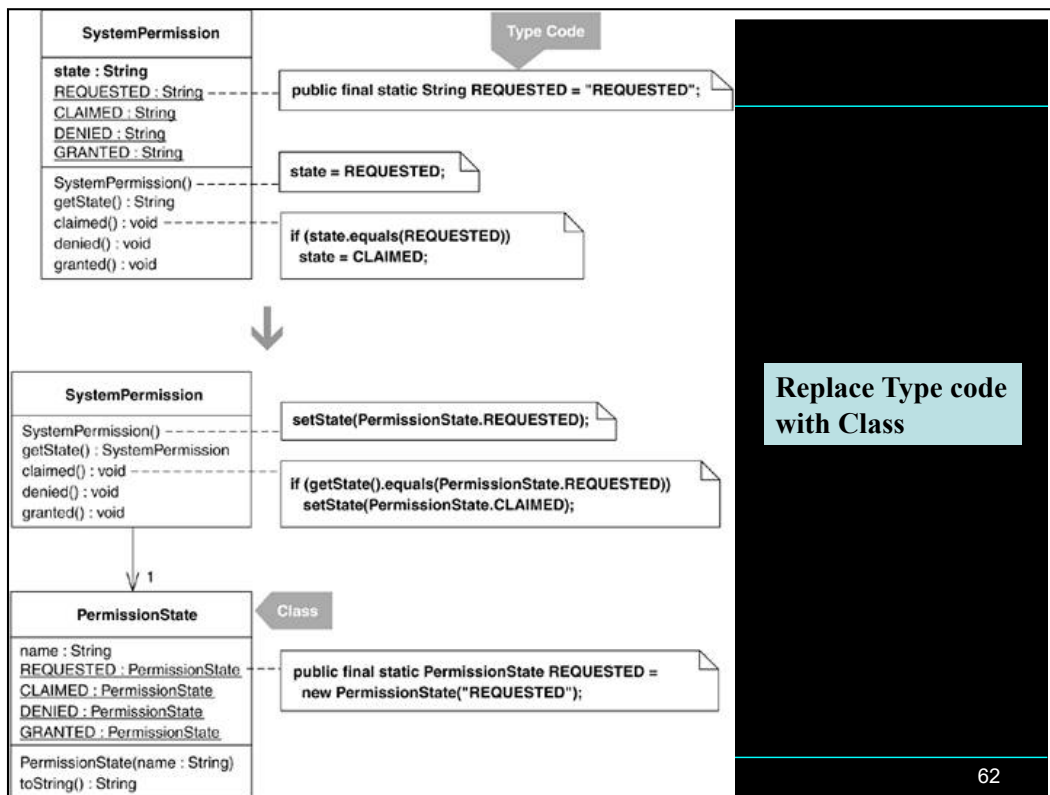 SystemPermission
state : String
REQUESTED : String
CLAIMED : String
DENIED : String
GRANTED : String
SystemPermission()
getState() : String
claimed() : void
denied() : void
granted() : void
Type Code
public final static String REQUESTED = "REQUESTED";
state = REQUESTED;
if (state.equals(REQUESTED))
state = CLAIMED;
SystemPermission
SystemPermission()
getState() : SystemPermission
claimed() : void
denied() : void
granted() : void
setState(PermissionState.REQUESTED);
if (getState().equals(PermissionState.REQUESTED))
setState(PermissionState.CLAIMED);
1
PermissionState
name : String
REQUESTED : PermissionState
CLAIMED : PermissionState
DENIED : PermissionState
GRANTED : PermissionState
PermissionState(name : String)
toString() : String
Class
public final static PermissionState REQUESTED =
new PermissionState("REQUESTED");
Replace Type code
with Class
62